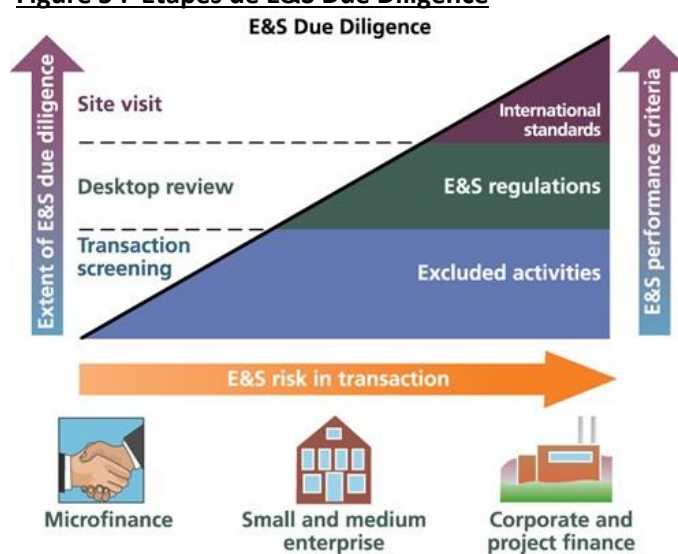 E&S Due Diligence
Extent of E&S due diligence
Site visit
Desktop review
Transaction
screening
International
standards
E&S regulations
Excluded activities
E&S performance criteria
E&S risk in transaction
Microfinance
Small and medium
enterprise
Corporate and
project finance